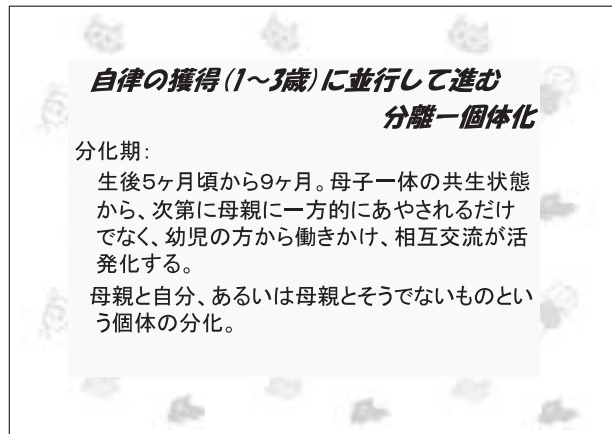 自律の獲得(1～3歳)に並行して進む
分離ー個体化
分化期：
生後5ヶ月頃から9ヶ月。母子一体の共生状態
から、次第に母親に一方的にあやされるだけ
でなく、幼児の方から働きかけ、相互交流が活
発化する。
母親と自分、あるいは母親とそうでないものとい
う個体の分化。